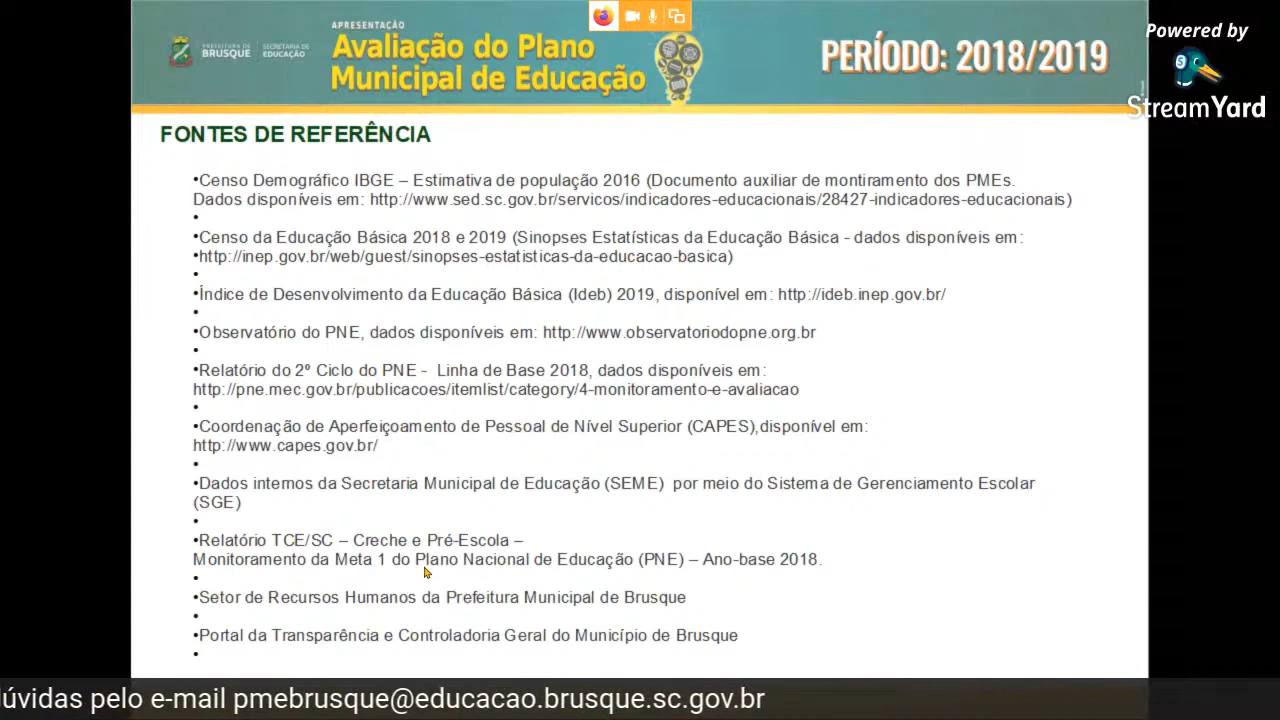 APRESENTAÇÃO
PREFEITURA DE
BRUSQUE
SECRETARIA DE
EDUCAÇÃO
Avaliação do Plano
Municipal de Educação
PERÍODO: 2018/2019
Powered by
StreamYard
FONTES DE REFERÊNCIA
•Censo Demográfico IBGE – Estimativa de população 2016 (Documento auxiliar de montiramento dos PMEs.
Dados disponíveis em: http://www.sed.sc.gov.br/servicos/indicadores-educacionais/28427-indicadores-educacionais)
•
•Censo da Educação Básica 2018 e 2019 (Sinopses Estatísticas da Educação Básica - dados disponíveis em:
•http://inep.gov.br/web/guest/sinopses-estatisticas-da-educacao-basica)
•
•Índice de Desenvolvimento da Educação Básica (Ideb) 2019, disponível em: http://ideb.inep.gov.br/
•
•Observatório do PNE, dados disponíveis em: http://www.observatoriodopne.org.br
•
•Relatório do 2º Ciclo do PNE - Linha de Base 2018, dados disponíveis em:
http://pne.mec.gov.br/publicacoes/itemlist/category/4-monitoramento-e-avaliacao
•
•Coordenação de Aperfeiçoamento de Pessoal de Nível Superior (CAPES),disponível em:
http://www.capes.gov.br/
•
•Dados internos da Secretaria Municipal de Educação (SEME) por meio do Sistema de Gerenciamento Escolar
(SGE)
•
•Relatório TCE/SC – Creche e Pré-Escola –
Monitoramento da Meta 1 do Plano Nacional de Educação (PNE) – Ano-base 2018.
•
•Setor de Recursos Humanos da Prefeitura Municipal de Brusque
•
•Portal da Transparência e Controladoria Geral do Município de Brusque
•
dúvidas pelo e-mail pmebrusque@educacao.brusque.sc.gov.br